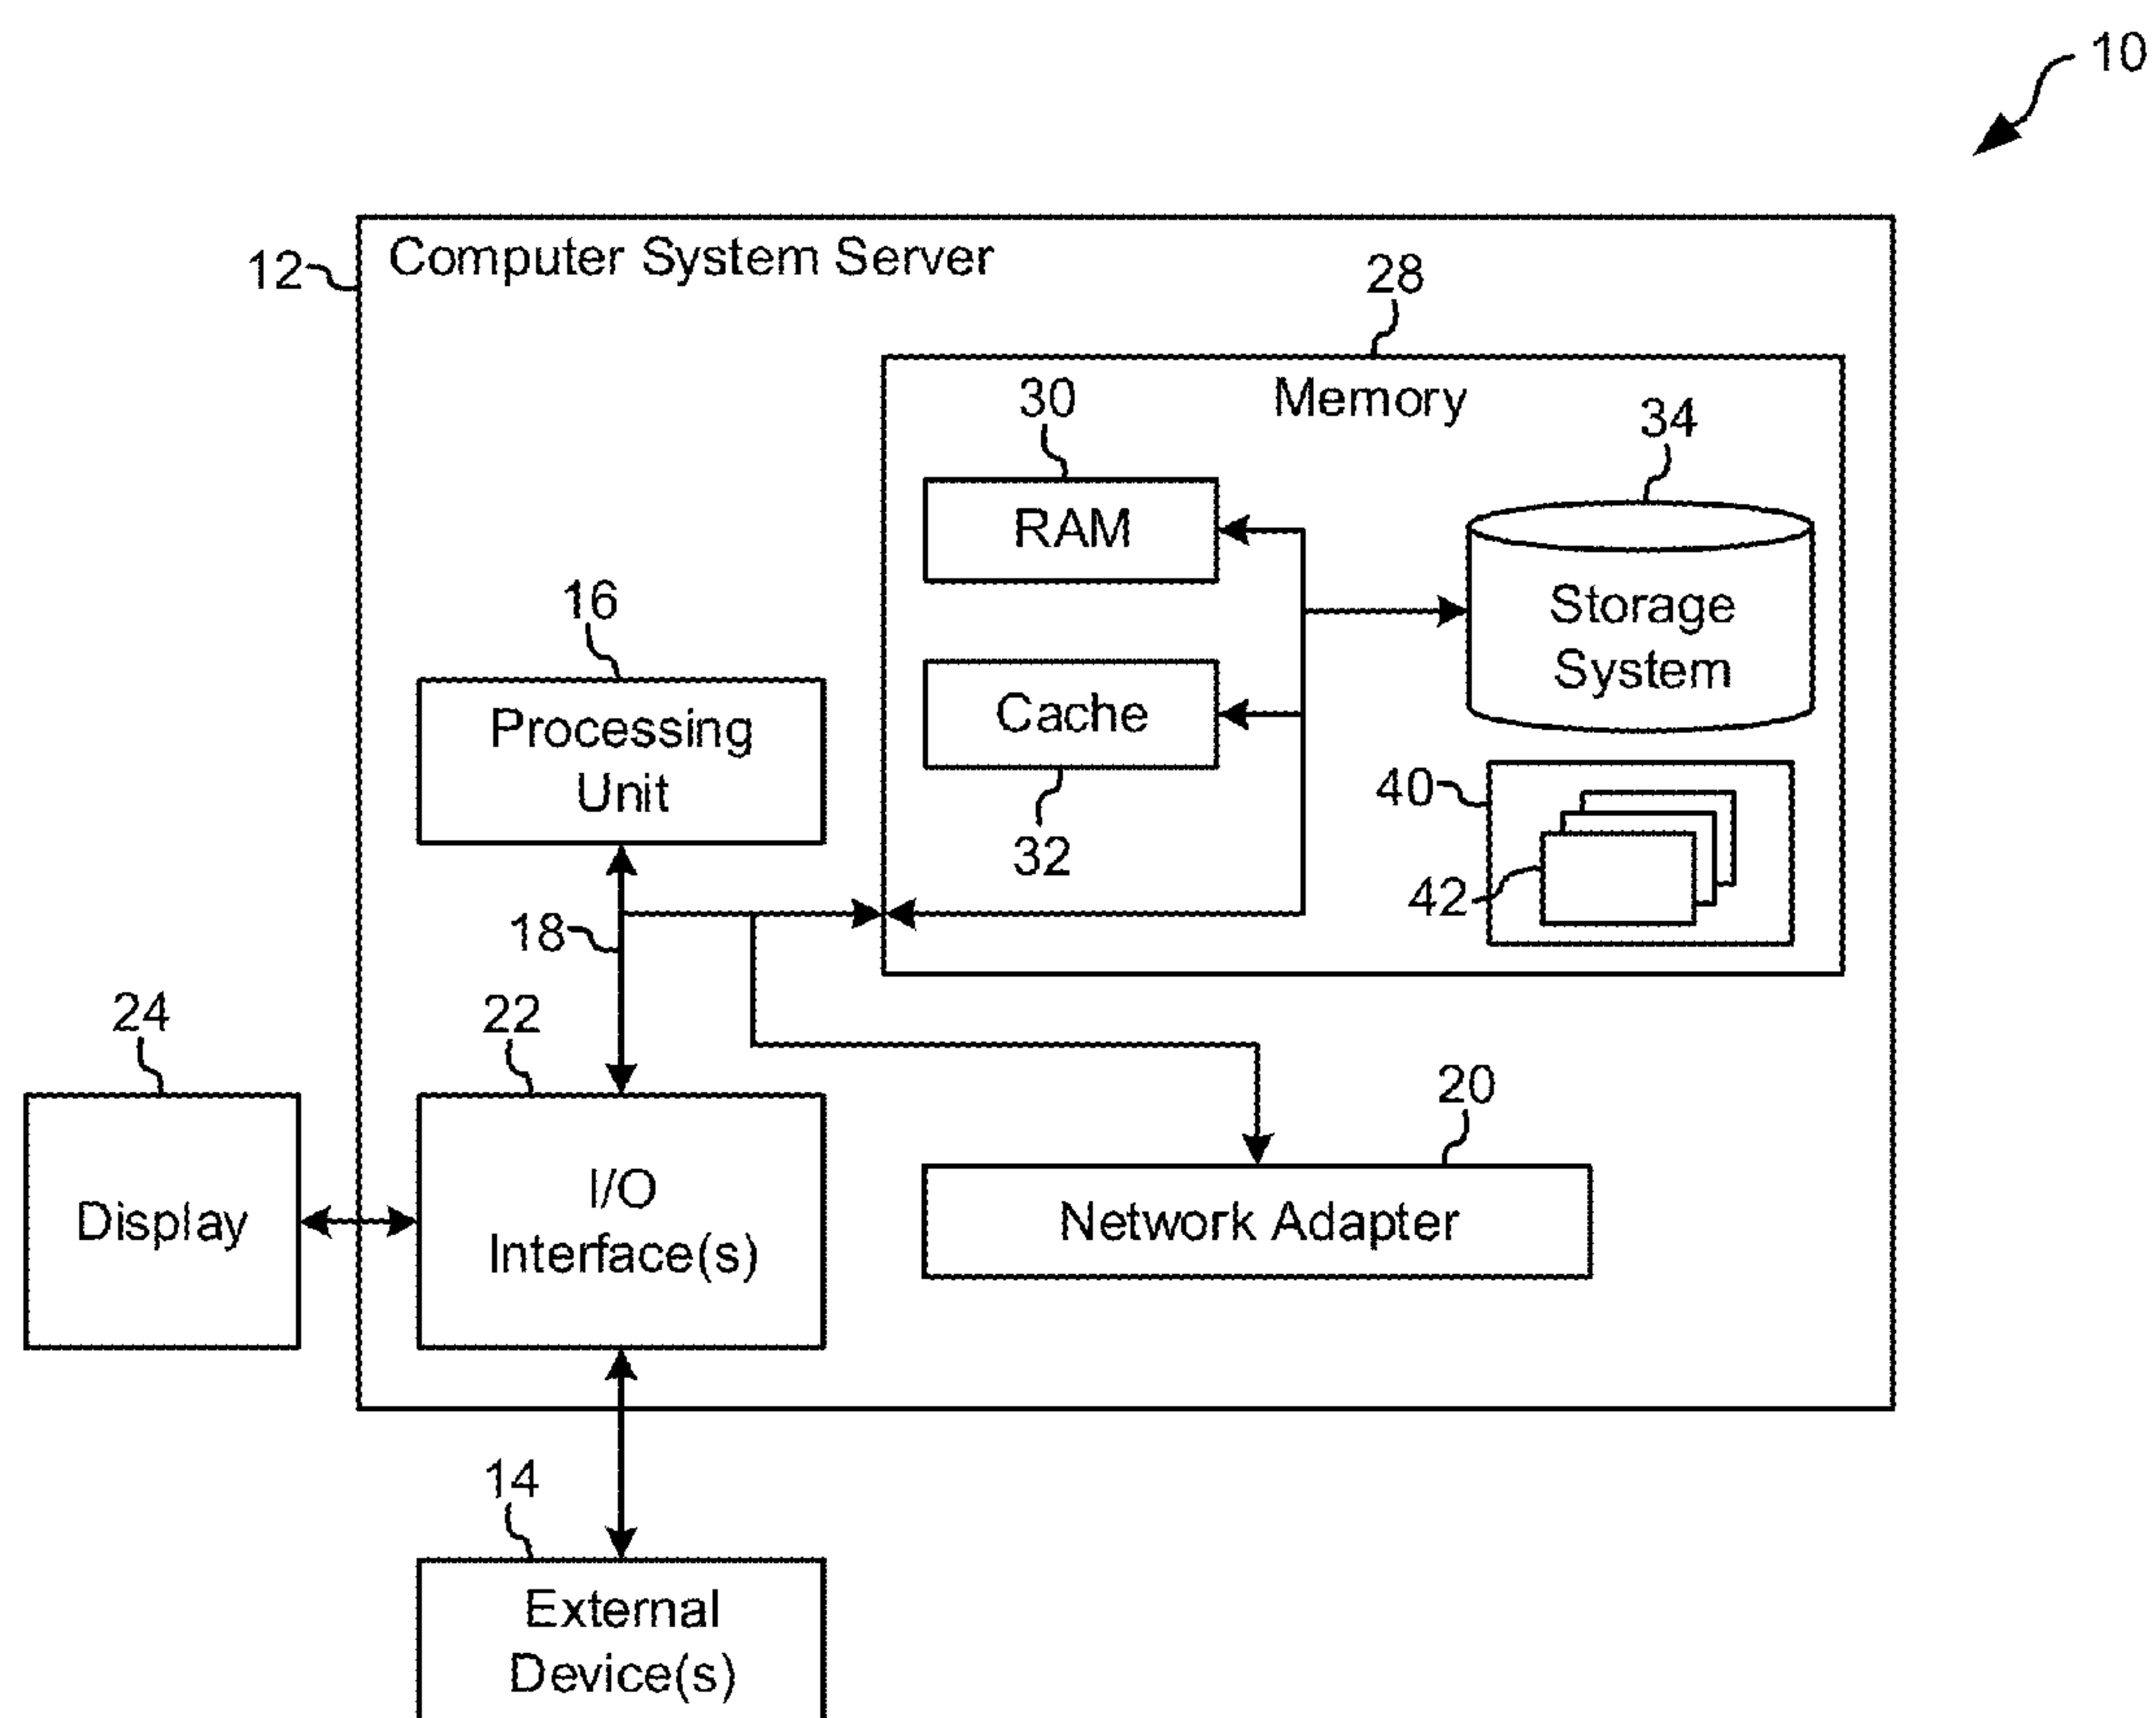 10
12
Computer System Server
28
Memory
30
RAM
34
Storage
System
16
Processing
Unit
Cache
32
40
42
18
24
22
20
Display
I/O
Interface(s)
Network Adapter
14
External
Device(s)